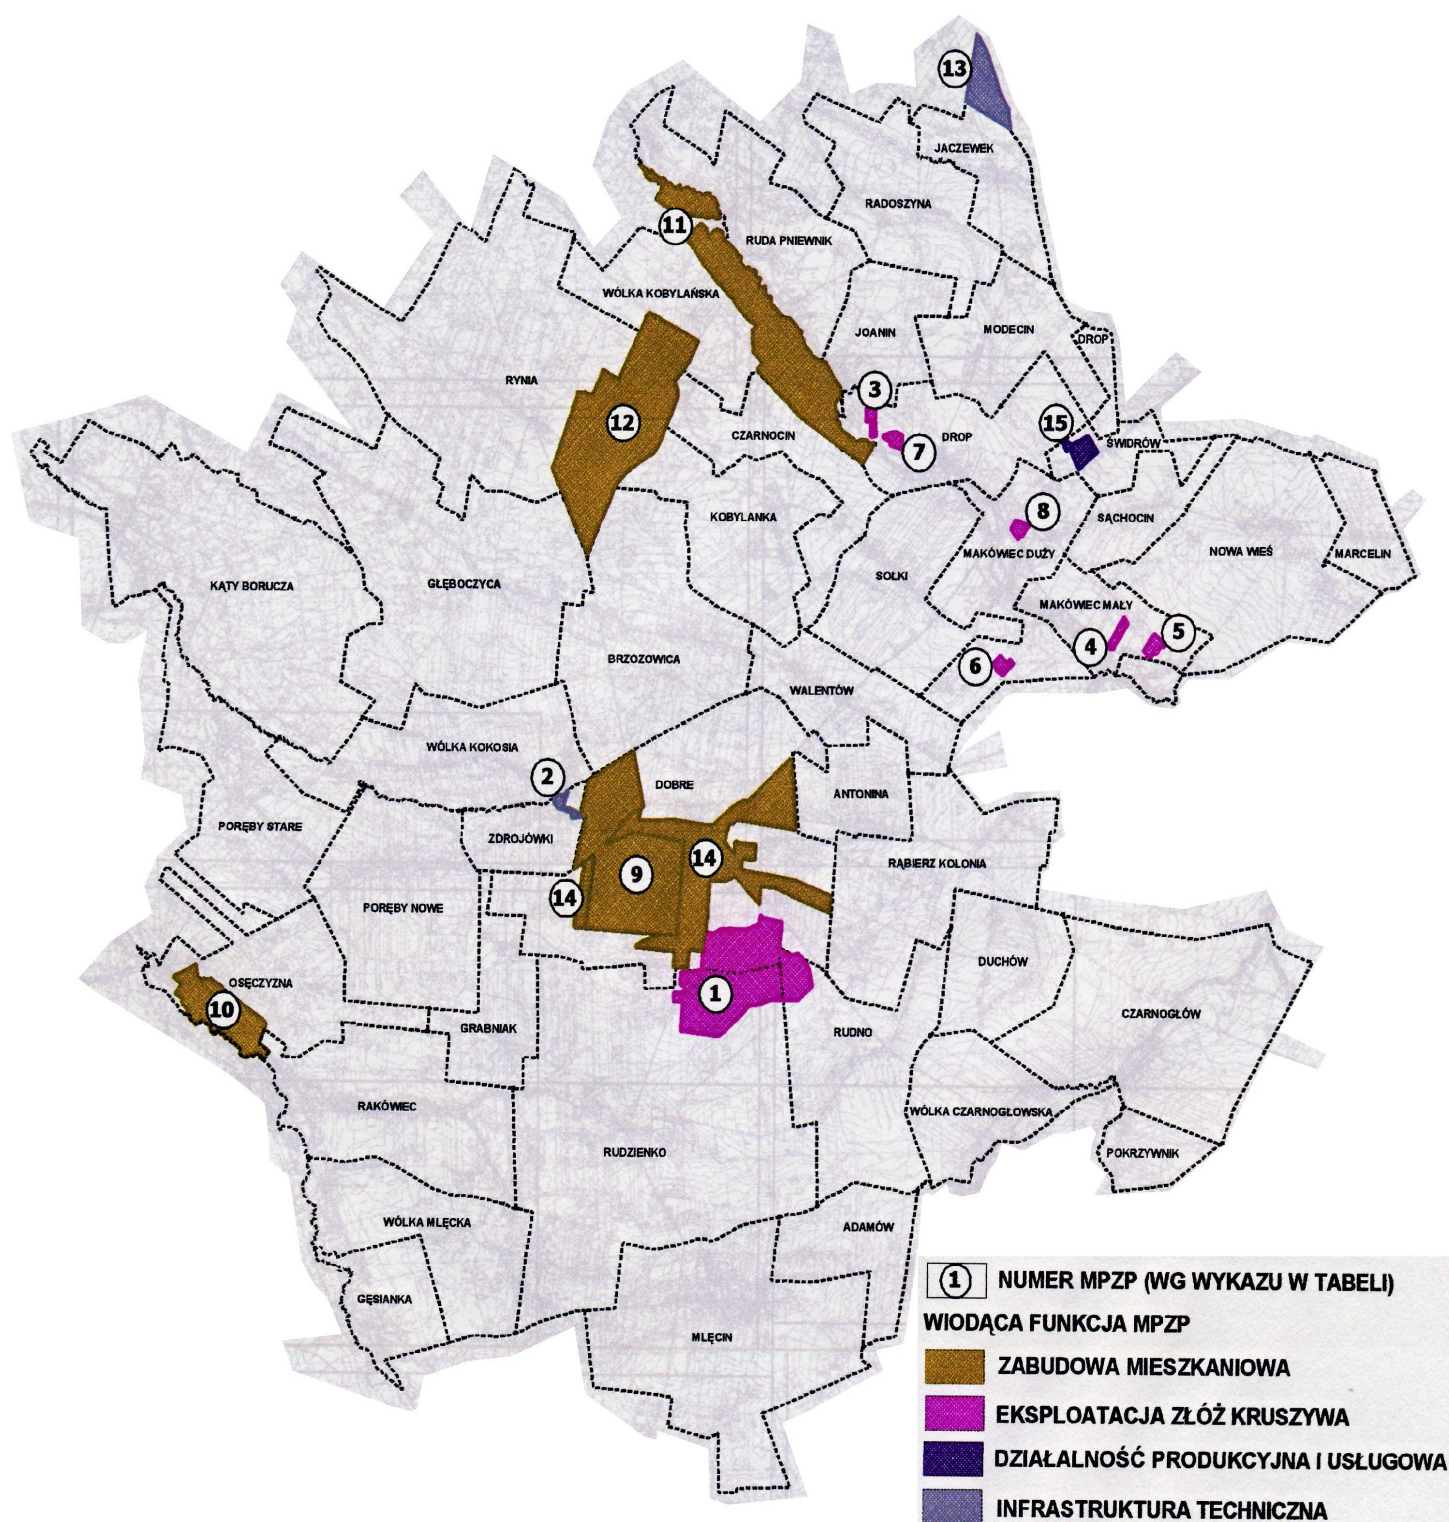 13
JACZEWEK
RADOSZYNA
11
RUDA PNIEWNIK
WÓLKA KOBYLAŃSKA
JOANIN
MODECIN
DROP
RYNIA
3
12
CZARNOCIN
DROP
15
ŚWIDRÓW
7
8
KOBYLANKA
SĄCHOCIN
MAKÓWIEC DUŻY
NOWA WIEŚ
MARCELIN
KĄTY BORUCZA
GŁĘBOCZYCA
SOŁKI
MAKÓWIEC MAŁY
4
5
BRZOZOWICA
6
WALENTÓW
WÓLKA KOKOSIA
2
DOBRE
ANTONINA
PORĘBY STARE
ZDROJÓWKI
14
9
RĄBIERZ KOLONIA
14
PORĘBY NOWE
DUCHÓW
OSĘCZYZNA
1
10
CZARNOGŁÓW
GRABNIAK
RUDNO
RAKÓWIEC
WÓLKA CZARNOGŁOWSKA
RUDZIENKO
POKRZYWNIK
WÓLKA MLĘCKA
ADAMÓW
GĘSIANKA
MLĘCIN
1 NUMER MPZP (WG WYKAZU W TABELI)
WIODĄCA FUNKCJA MPZP
ZABUDOWA MIESZKANIOWA
EKSPLOATACJA ZŁÓŻ KRUSZYWA
DZIAŁALNOŚĆ PRODUKCYJNA I USŁUGOWA
INFRASTRUKTURA TECHNICZNA